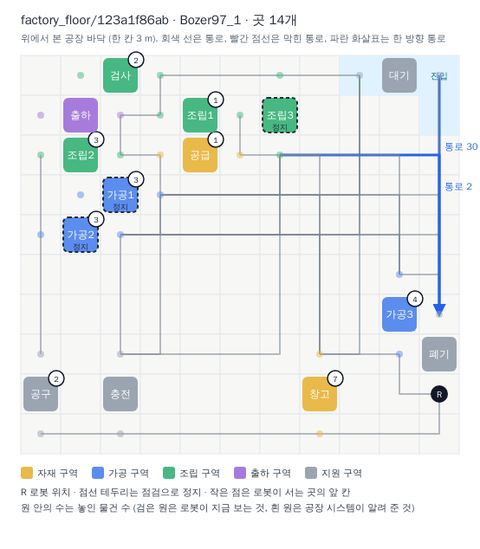 factory_floor/123a1f86ab · Bozer97_1 · 곳 14개
위에서 본 공장 바닥 (한 칸 3 m). 회색 선은 통로, 빨간 점선은 막힌 통로, 파란 화살표는 한 방향 통로
검사 2
대기
출하
조립1 1
조립3
정지
통로 30
조립2 3
공급 1
통로 2
가공1 3
정지
가공2 3
정지
가공3 4
폐기
공구 2
충전
창고 7
R
자재 구역
가공 구역
조립 구역
출하 구역
지원 구역
R 로봇 위치 · 점선 테두리는 점검으로 정지 · 작은 점은 로봇이 서는 곳의 앞 칸
원 안의 수는 놓인 물건 수 (검은 원은 로봇이 지금 보는 것, 흰 원은 공장 시스템이 알려 준 것)